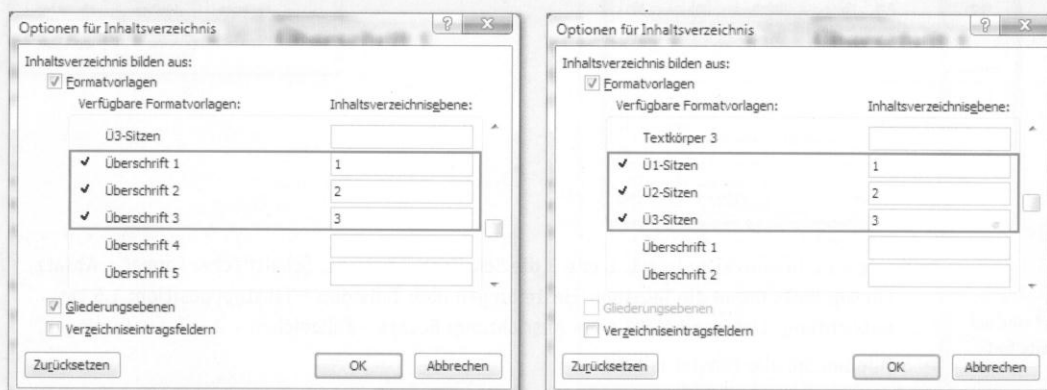 Optionen für Inhaltsverzeichnis
Inhaltsverzeichnis bilden aus:
Formatvorlagen
Verfügbare Formatvorlagen: Inhaltsverzeichnisebene:
Ü3-Sitzen
Überschrift 1 1
Überschrift 2 2
Überschrift 3 3
Überschrift 4
Überschrift 5
Gliederungsebenen
Verzeichniseintragsfeldern
Zurücksetzen OK Abbrechen
Optionen für Inhaltsverzeichnis
Inhaltsverzeichnis bilden aus:
Formatvorlagen
Verfügbare Formatvorlagen: Inhaltsverzeichnisebene:
Textkörper 3
Ü1-Sitzen 1
Ü2-Sitzen 2
Ü3-Sitzen 3
Überschrift 1
Überschrift 2
Gliederungsebenen
Verzeichniseintragsfeldern
Zurücksetzen OK Abbrechen